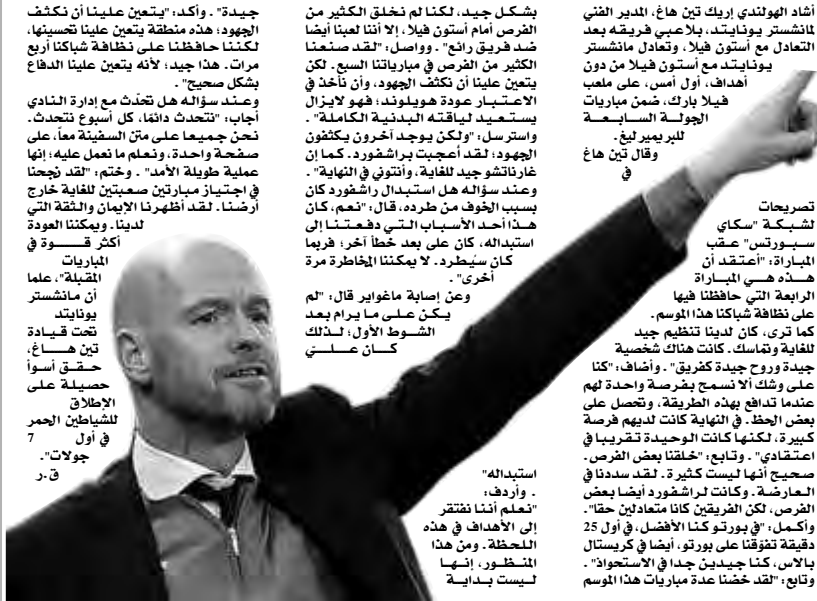 أشاد الهولندي إريك تين هاغ، المدير الفني
لمانشستر يونايتد، بلاعبي فريقه بعد
التعادل مع أستون فيلا، وتعادل مانشستر
يونايتد مع أستون فيلا من دون
أهداف، أول أمس، على ملعب
فيلا بارك، ضمن مباريات
الجولة السابعة
للبريميرليغ.
وقال تين هاغ
في
تصريحات
لشبكة "سكاي
سبورتس" عقب
المباراة: "أعتقد أن
هذه هي المباراة
الرابعة التي حافظنا فيها
على نظافة شباكنا هذا الموسم.
كما ترى، كان لدينا تنظيم جيد
للغاية وتماسك. كانت هناك شخصية
جيدة وروح جيدة كفريق". وأضاف: "كنا
على وشك ألا نسمح بفرصة واحدة لهم
عندما تدافع بهذه الطريقة، وتحصل على
بعض الحظ. في النهاية كانت لديهم فرصة
كبيرة، لكنها كانت الوحيدة تقريبا في
اعتقادي". وتابع: "خلقنا بعض الفرص.
صحيح أنها ليست كثيرة. لقد سددنا في
العارضة. وكانت لراشفورد أيضا بعض
الفرص، لكن الفريقين كانا متعادلين حقا".
وأكمل: "في بورتو كنا الأفضل، في أول 25
دقيقة تفوّقنا على بورتو، أيضا في كريستال
بالاس، كنا جيدين جدا في الاستحواذ".
وتابع: "لقد خضنا عدة مباريات هذا الموسم
بشكل جيد، لكننا لم نخلق الكثير من
الفرص أمام أستون فيلا، إلا أننا لعبنا أيضا
ضد فريق رائع". وواصل: "لقد صنعنا
الكثير من الفرص في مبارياتنا السبع. لكن
يتعين علينا أن نكثف الجهود، وأن نأخذ في
الاعتبار عودة هويلوند؛ فهو لايزال
يستعيد لياقته البدنية الكاملة".
واسترسل: "ولكن يوجد آخرون يكثفون
الجهود؛ لقد أعجبت براشفورد. كما إن
غارناتشو جيد للغاية، وأنتوني في النهاية".
وعند سؤاله هل استبدال راشفورد كان
بسبب الخوف من طرده، قال: "نعم، كان
هذا أحد الأسباب التي دفعتنا إلى
استبداله، كان على بعد خطأ آخر؛ فربما
كان سيُطرد. لا يمكننا المخاطرة مرة
أخرى".
وعن إصابة ماغواير قال: "لم
يكن على ما يرام بعد
الشوط الأول؛ لذلك
كان عليّ
استبداله"
. وأردف:
"نعلم أننا نفتقر
إلى الأهداف في هذه
اللحظة. ومن هذا
المنظور، إنها
ليست بداية
جيدة". وأكد: "يتعين علينا أن نكثف
الجهود؛ هذه منطقة يتعين علينا تحسينها،
لكننا حافظنا على نظافة شباكنا أربع
مرات. هذا جيد؛ لأنه يتعين علينا الدفاع
بشكل صحيح".
وعند سؤاله هل تحدّث مع إدارة النادي
أجاب: "نتحدث دائمًا، كل أسبوع نتحدث.
نحن جميعا على متن السفينة معاً، على
صفحة واحدة، ونعلم ما نعمل عليه؛ إنها
عملية طويلة الأمد". وختم: "لقد نجحنا
في اجتياز مبارتين صعبتين للغاية خارج
أرضنا. لقد أظهرنا الإيمان والثقة التي
لدينا. ويمكننا العودة
أكثر قوة في
المباريات
المقبلة"، علما
أن مانشستر
يونايتد
تحت قيادة
تين هاغ،
حقق أسوأ
حصيلة على
الإطلاق
للشياطين الحمر
في أول 7
جولات".
ق.ر